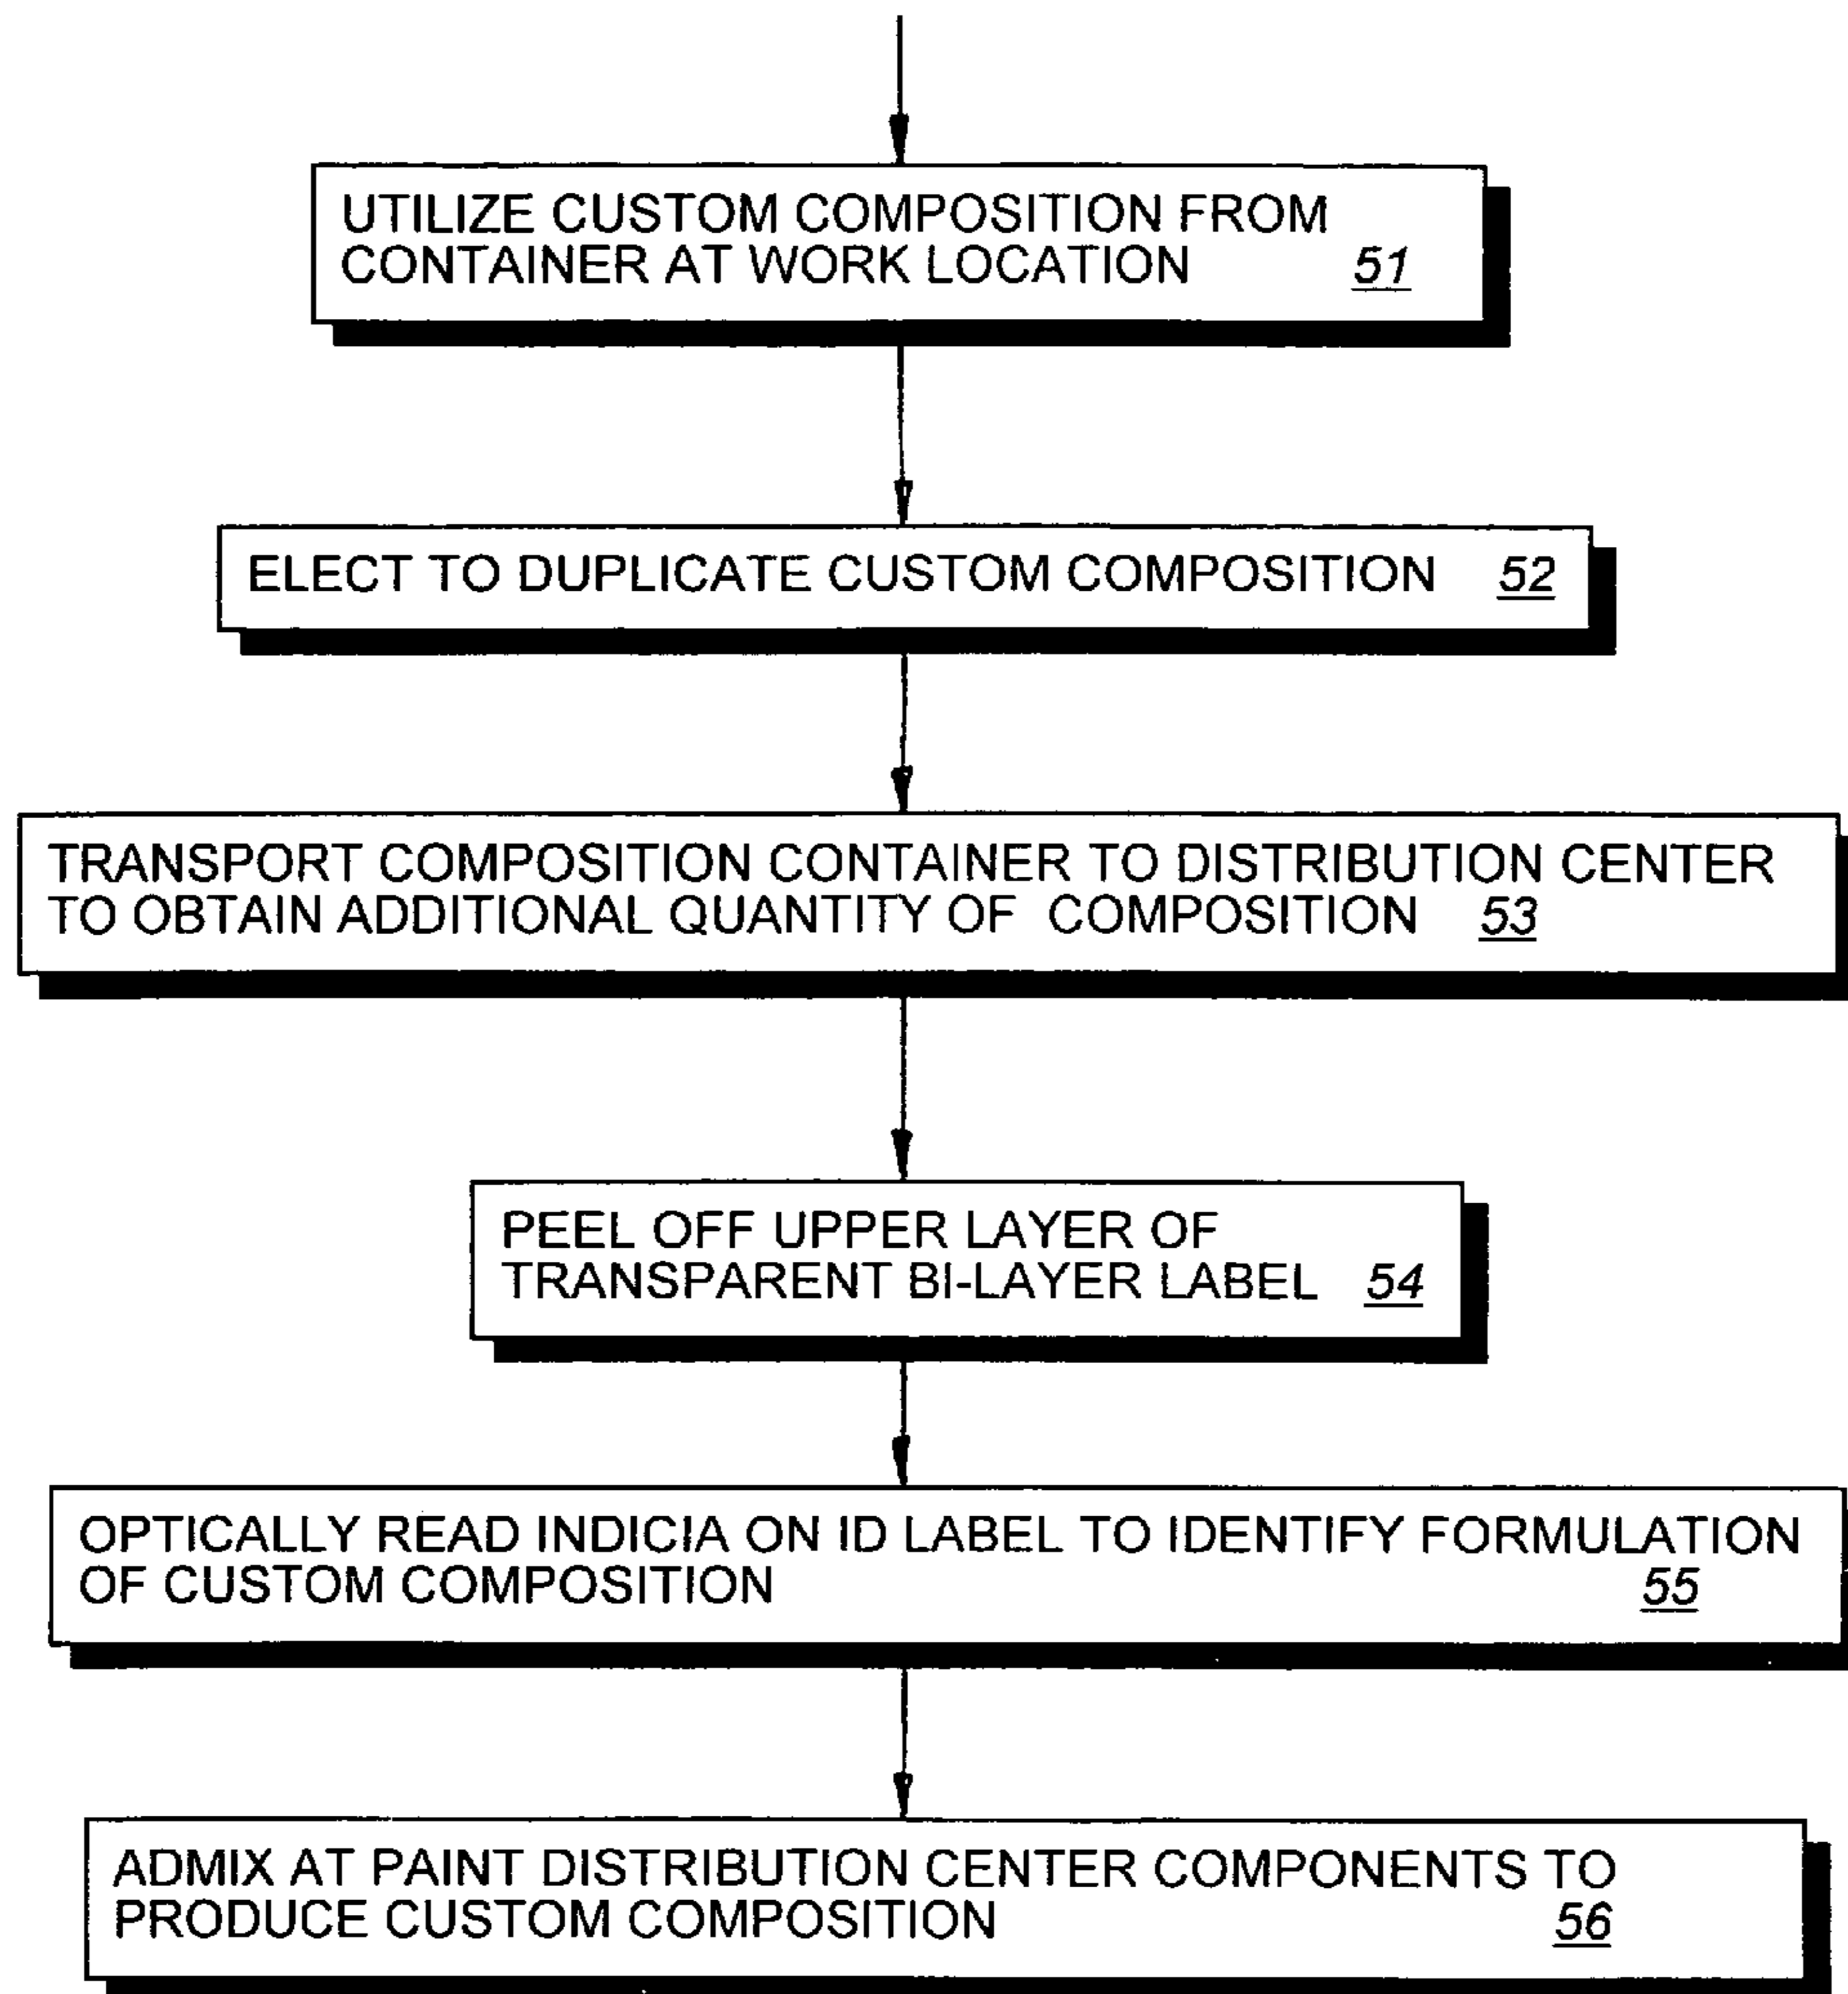 UTILIZE CUSTOM COMPOSITION FROM
CONTAINER AT WORK LOCATION 51
ELECT TO DUPLICATE CUSTOM COMPOSITION 52
TRANSPORT COMPOSITION CONTAINER TO DISTRIBUTION CENTER
TO OBTAIN ADDITIONAL QUANTITY OF COMPOSITION 53
PEEL OFF UPPER LAYER OF
TRANSPARENT BI-LAYER LABEL 54
OPTICALLY READ INDICIA ON ID LABEL TO IDENTIFY FORMULATION
OF CUSTOM COMPOSITION 55
ADMIX AT PAINT DISTRIBUTION CENTER COMPONENTS TO
PRODUCE CUSTOM COMPOSITION 56